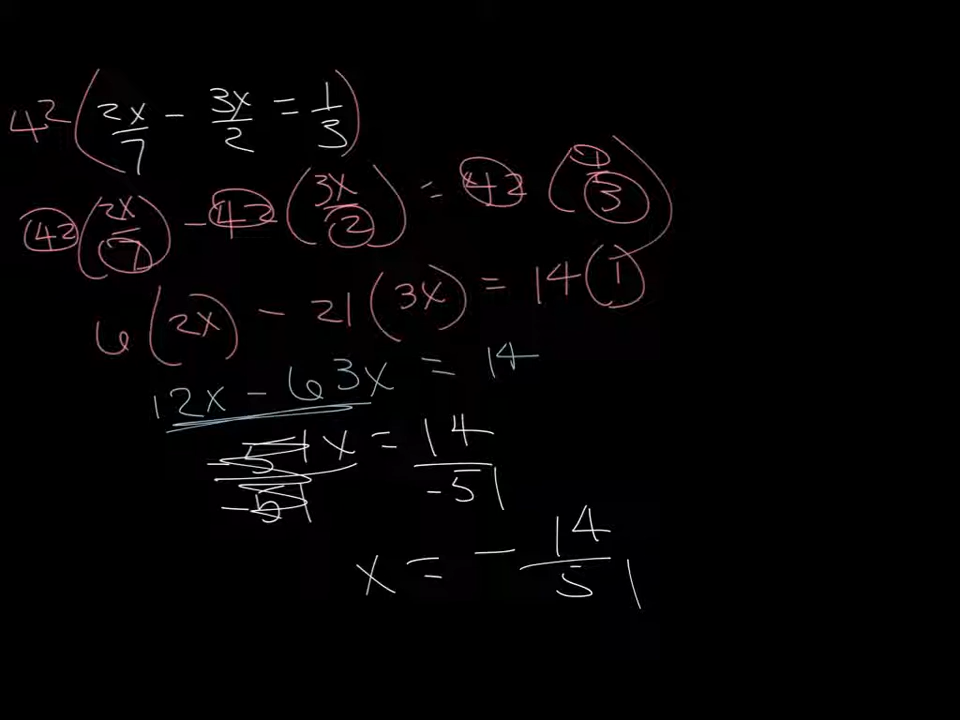 42(2x/7 - 3x/2 = 1/3)
42(2x/7) - 42(3x/2) = 42(1/3)
6(2x) - 21(3x) = 14(1)
12x - 63x = 14
-51x/-51 = 14/-51
x = - 14/51